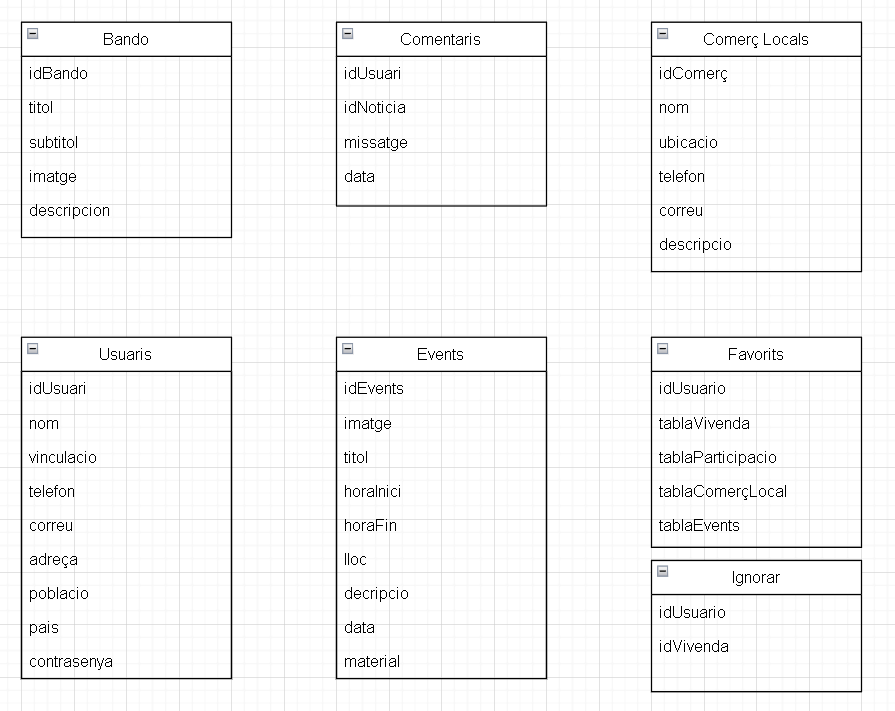 Bando
idBando
titol
subtitol
imatge
descripcion
Comentaris
idUsuari
idNoticia
missatge
data
Comerç Locals
idComerç
nom
ubicacio
telefon
correu
descripcio
Usuaris
idUsuari
nom
vinculacio
telefon
correu
adreça
poblacio
pais
contrasenya
Events
idEvents
imatge
titol
horaInici
horaFin
lloc
decripcio
data
material
Favorits
idUsuario
tablaVivenda
tablaParticipacio
tablaComerçLocal
tablaEvents
Ignorar
idUsuario
idVivenda